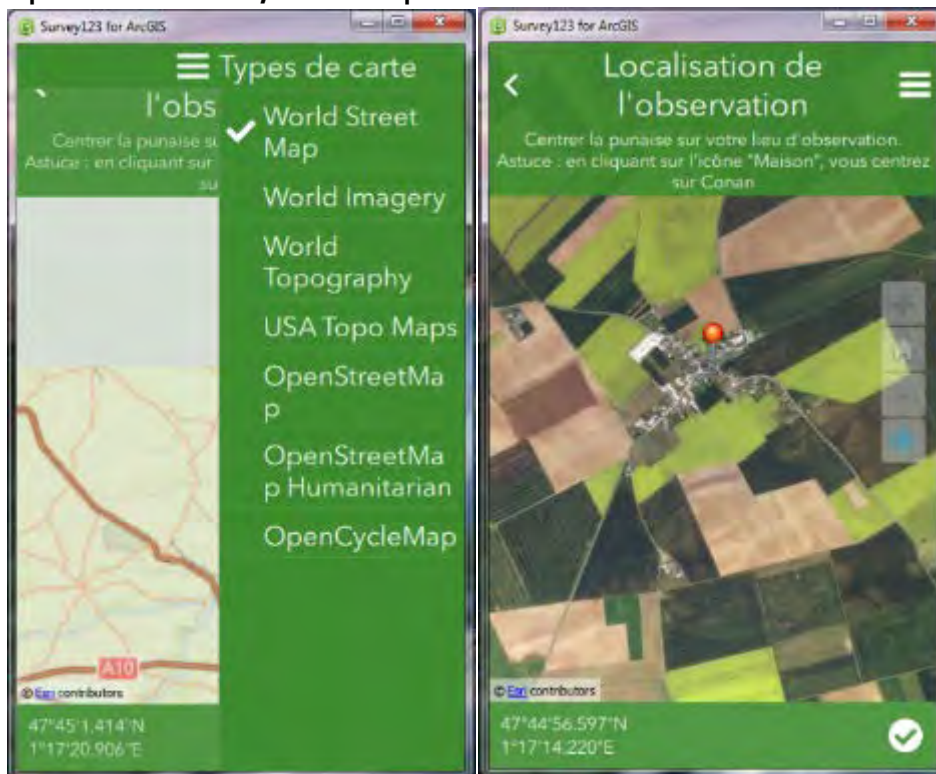 Survey123 for ArcGIS
Types de carte
l'obs
Centrer la punaise su
Astuce : en cliquant sur
su
World Street
Map
World Imagery
World
Topography
USA Topo Maps
OpenStreetMa
p
OpenStreetMa
p Humanitarian
OpenCycleMap
A10
© Esri contributors
47°45'1.414"N
1°17'20.906"E
Survey123 for ArcGIS
Localisation de
l'observation
Centrer la punaise sur votre lieu d'observation.
Astuce : en cliquant sur l'icône "Maison", vous centrez
sur Conan
© Esri contributors
47°44'56.597"N
1°17'14.220"E